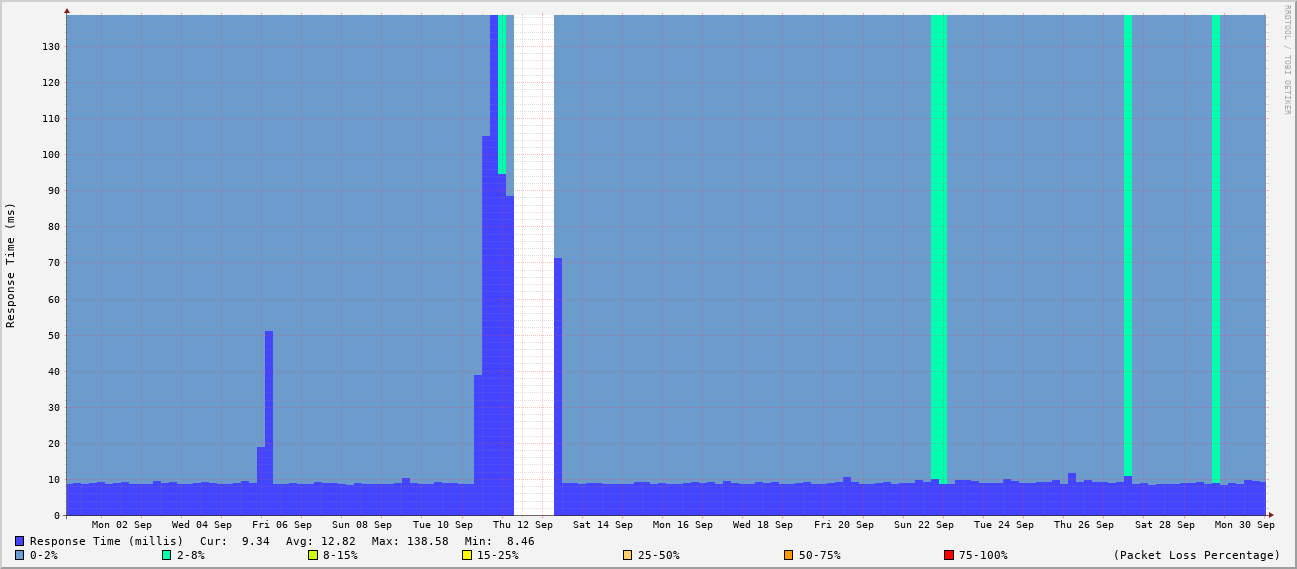 RRDTOOL / TOBI OETIKER
Response Time (ms)
130
120
110
100
90
80
70
60
50
40
30
20
10
0
Mon 02 Sep Wed 04 Sep Fri 06 Sep Sun 08 Sep Tue 10 Sep Thu 12 Sep Sat 14 Sep Mon 16 Sep Wed 18 Sep Fri 20 Sep Sun 22 Sep Tue 24 Sep Thu 26 Sep Sat 28 Sep Mon 30 Sep
Response Time (millis) Cur: 9.34 Avg: 12.82 Max: 138.58 Min: 8.46
0-2% 2-8% 8-15% 15-25% 25-50% 50-75% 75-100% (Packet Loss Percentage)